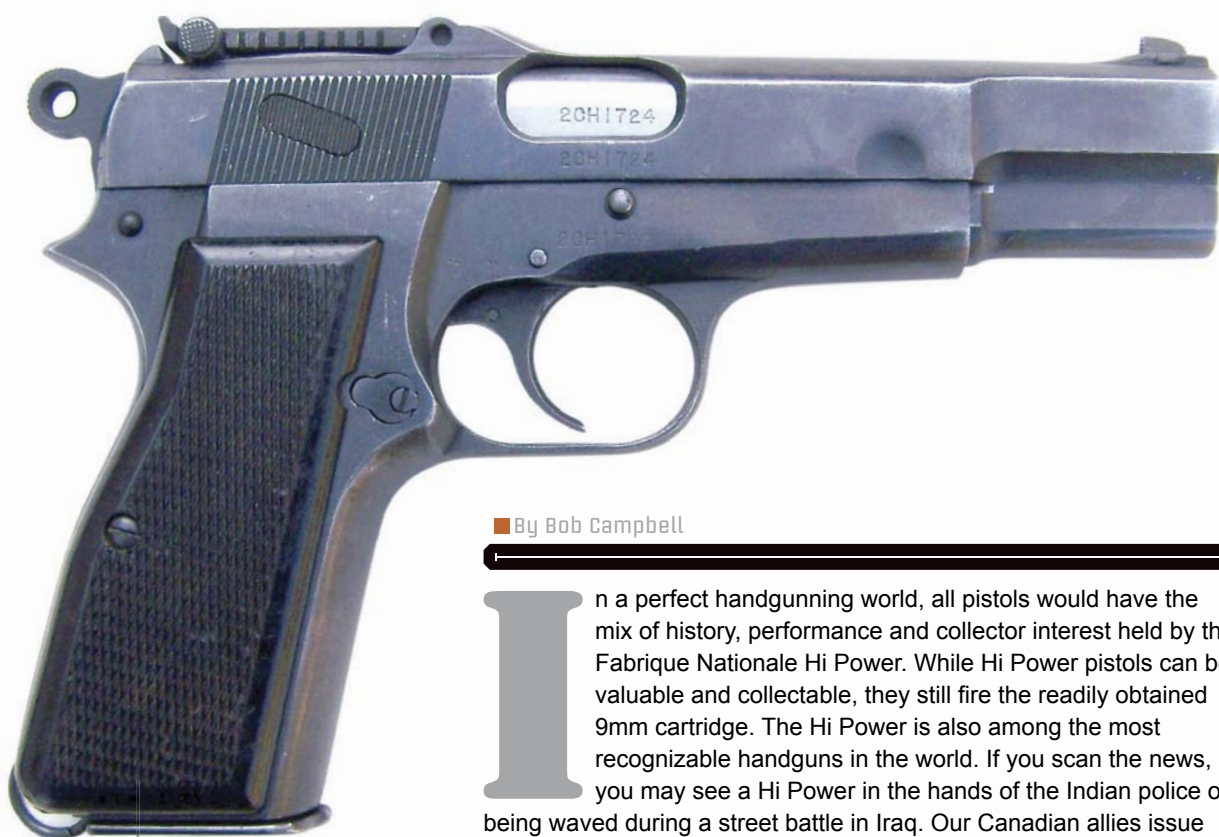 2CH1724
2CH1724
By Bob Campbell
In a perfect handgunning world, all pistols would have the
mix of history, performance and collector interest held by
Fabrique Nationale Hi Power. While Hi Power pistols can
valuable and collectable, they still fire the readily obtained
9mm cartridge. The Hi Power is also among the most
recognizable handguns in the world. If you scan the news,
you may see a Hi Power in the hands of the Indian police
being waved during a street battle in Iraq. Our Canadian allies issue